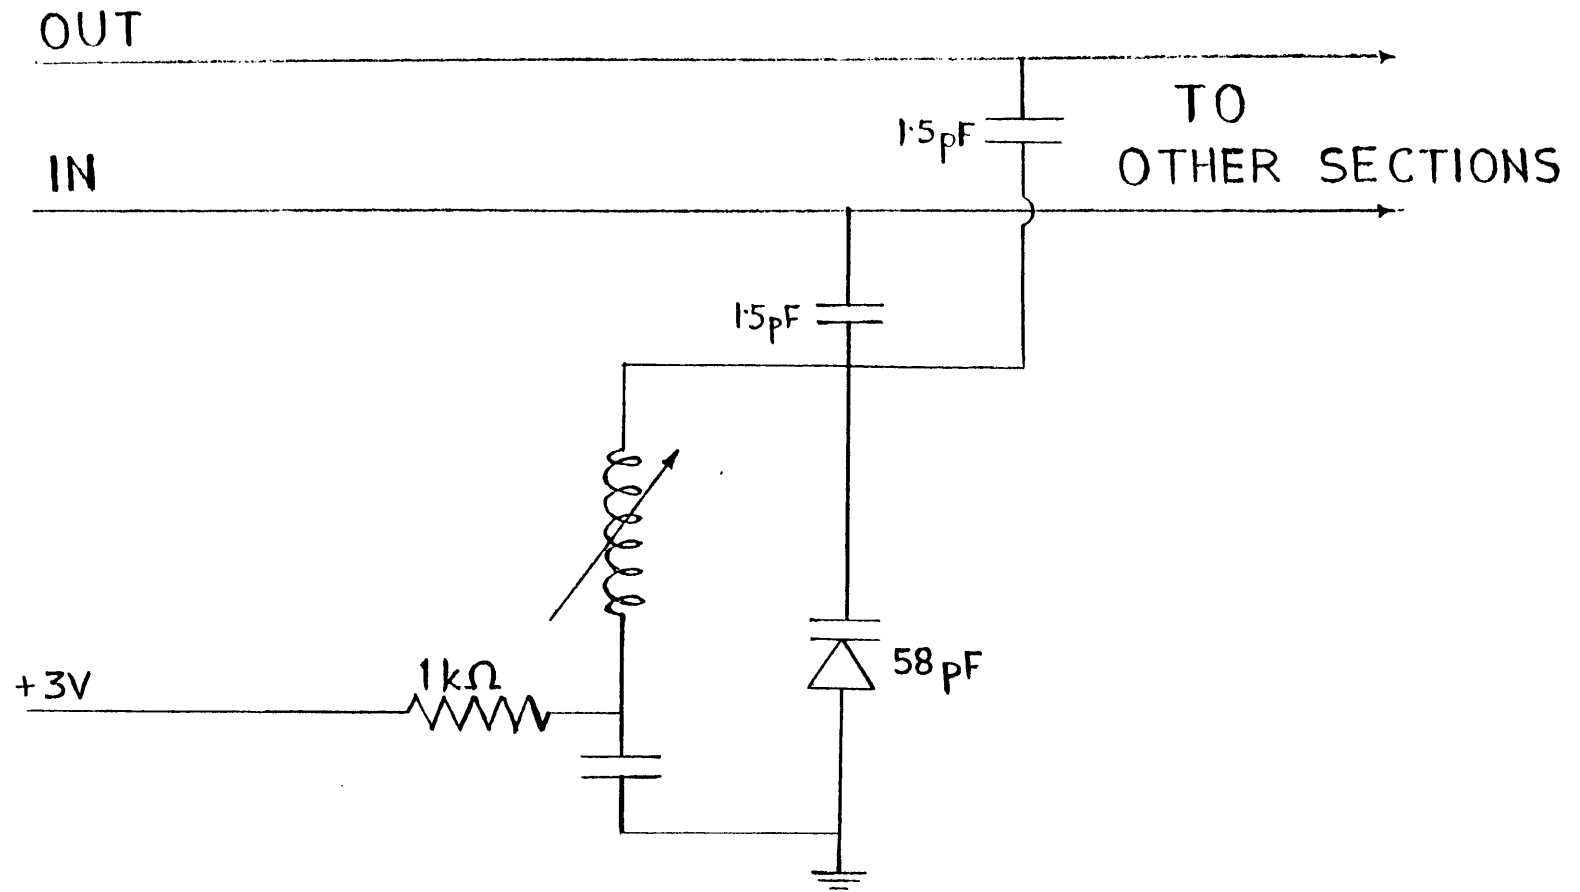 OUT
1·5pF
TO
OTHER SECTIONS
IN
1·5pF
+3V
1kΩ
58pF